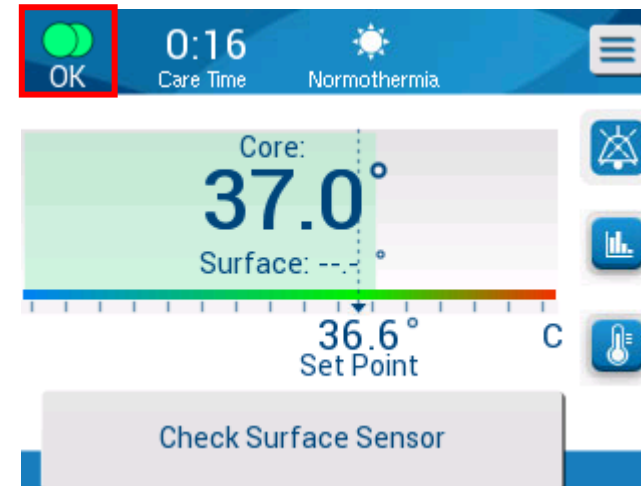 OK
0:16
Care Time
Normothermia
Core:
37.0°
Surface: --.-°
36.6°
C
Set Point
Check Surface Sensor